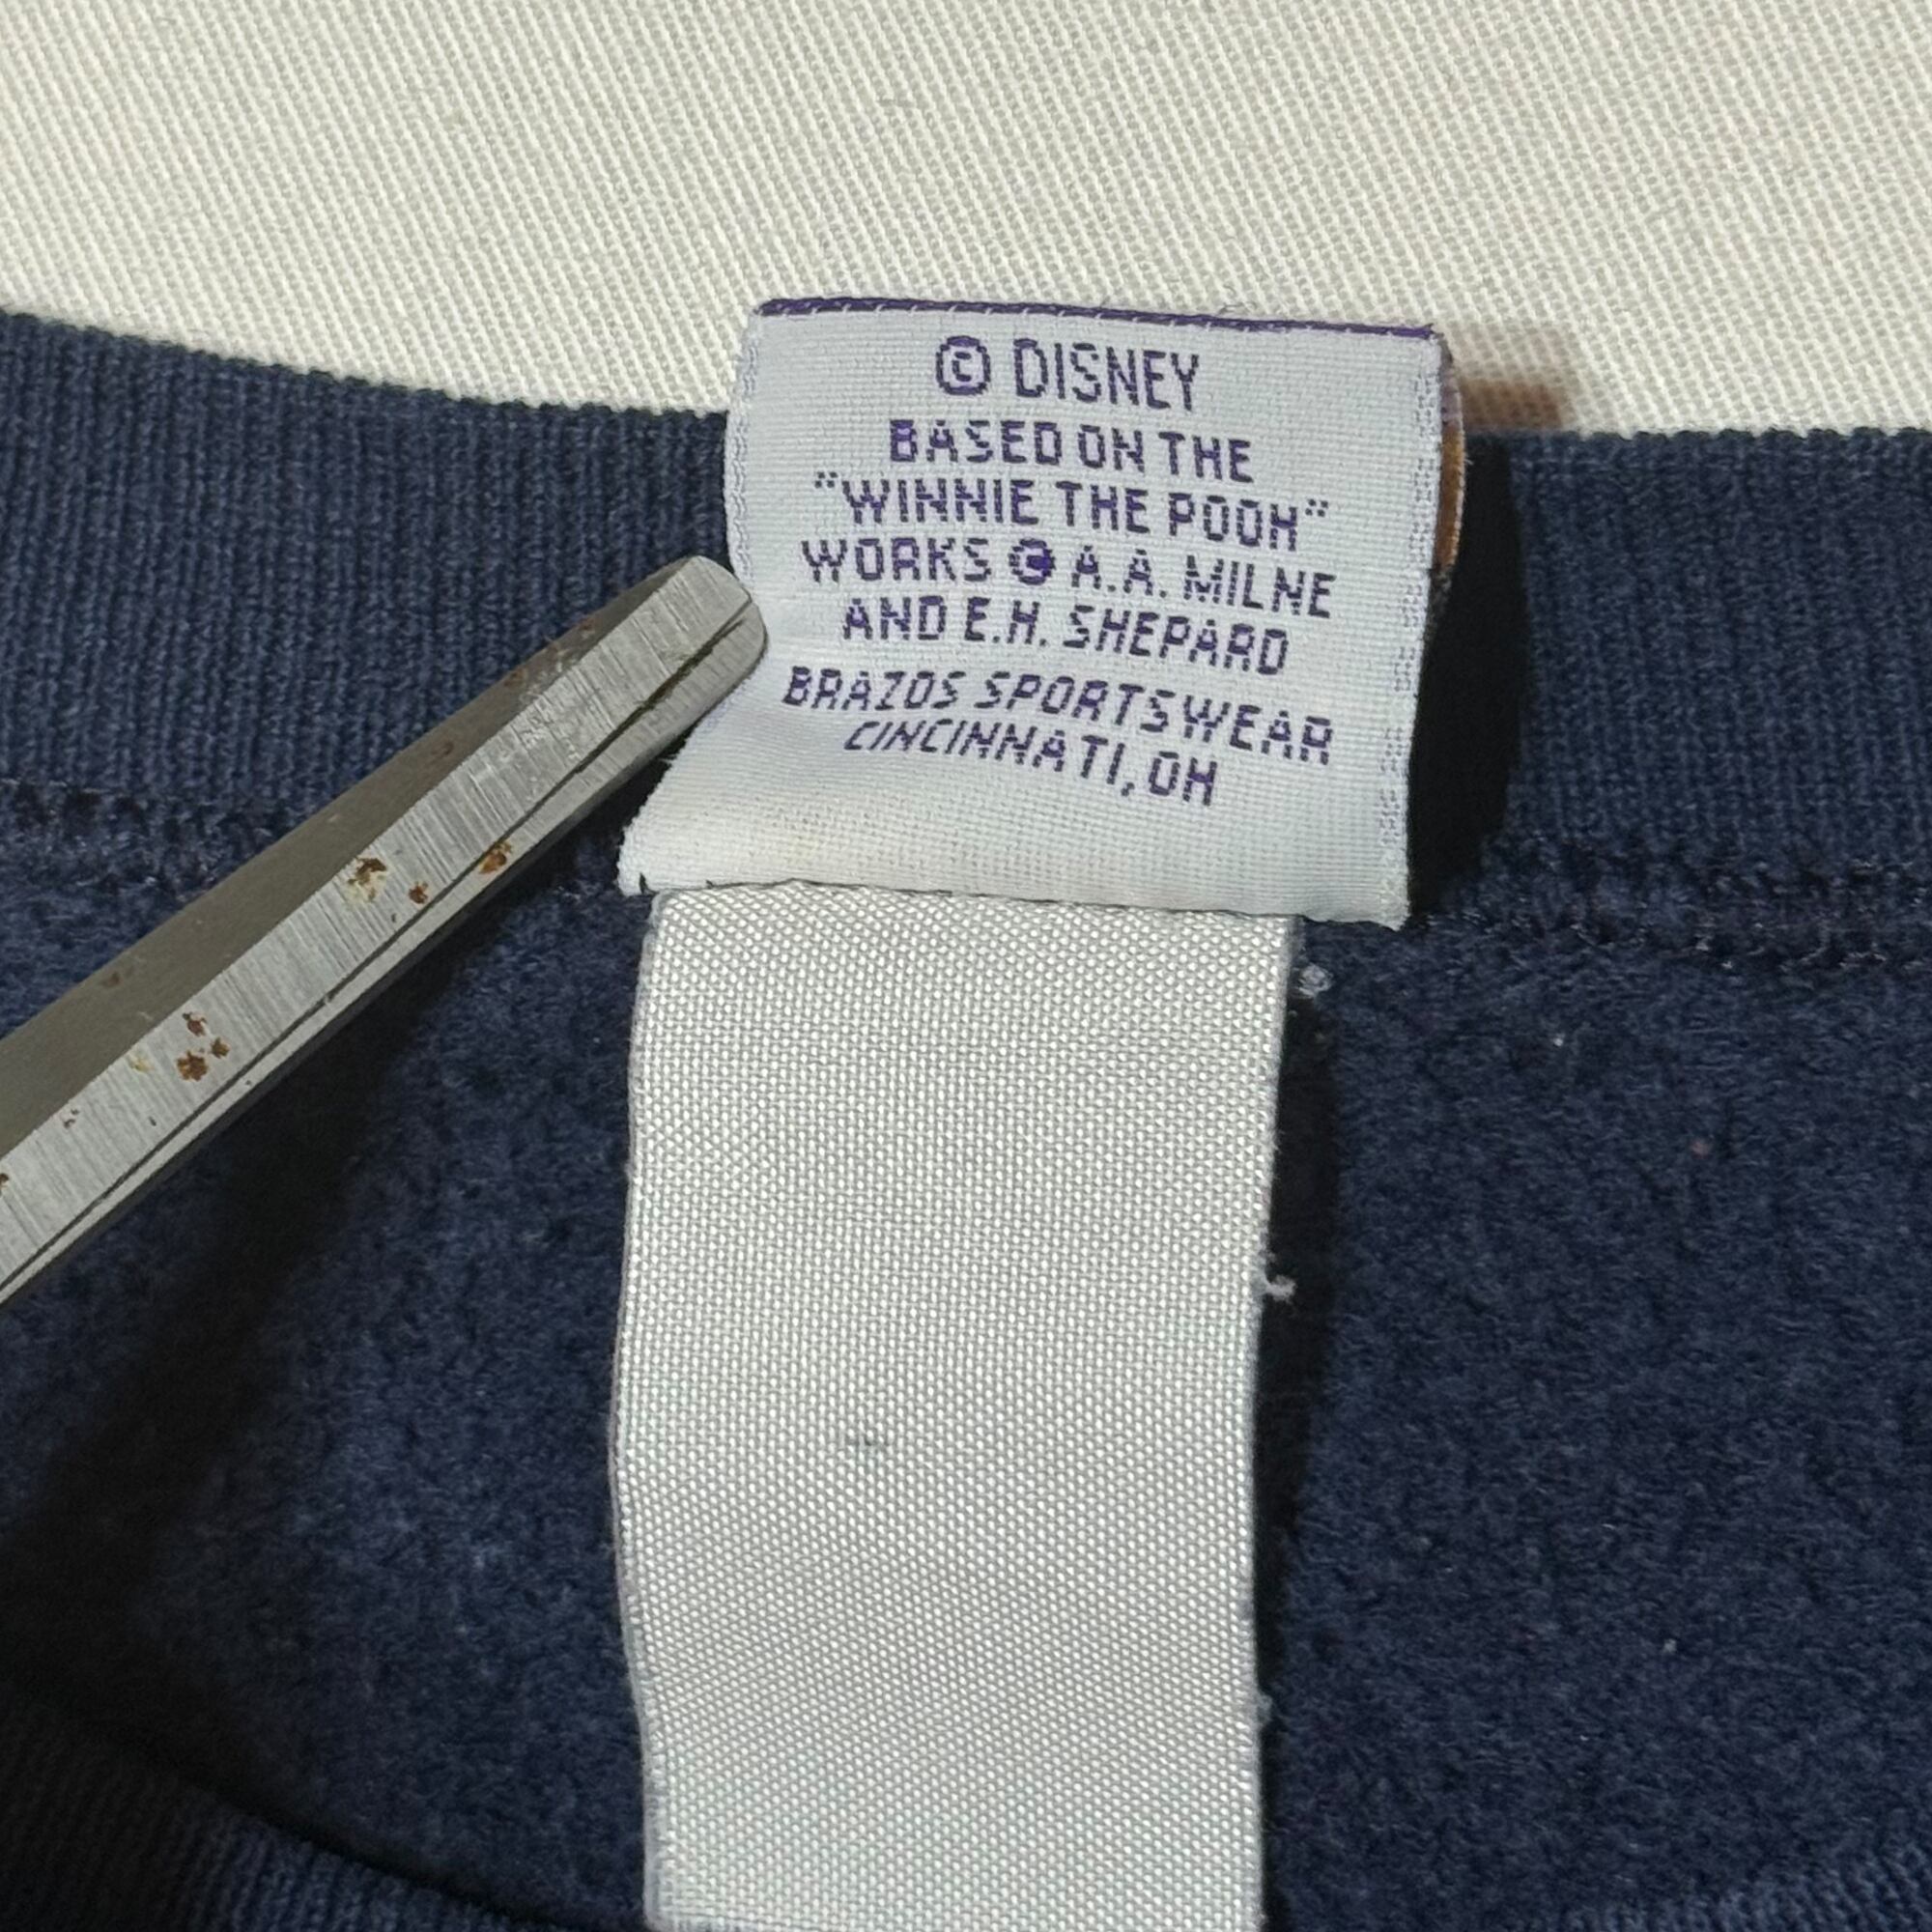 © DISNEY
BASED ON THE
"WINNIE THE POOH"
WORKS © A.A. MILNE
AND E.H. SHEPARD
BRAZOS SPORTSWEAR
CINCINNATI, OH